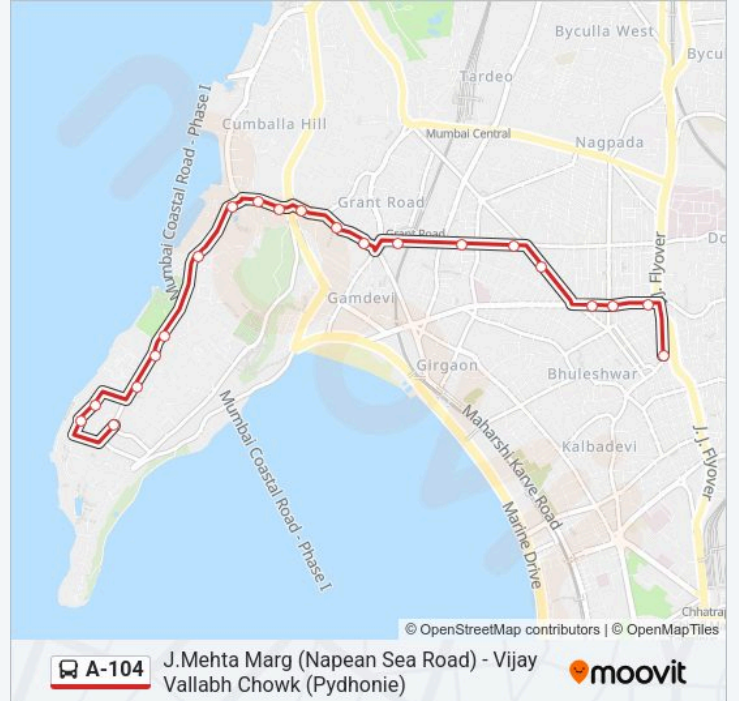 Byculla West
Bycu
Tardeo
Mumbai Coastal Road - Phase I
Cumballa Hill
Mumbai Central
Nagpada
Grant Road
Grant Road
Do
J. Flyover
Gamdevi
Girgaon
Bhuleshwar
Mumbai Coastal Road - Phase I
Maharshi Karve Road
Kalbadevi
J.J. Flyover
Marine Drive
Chhatraj
© OpenStreetMap contributors | © OpenMapTiles
A-104
J.Mehta Marg (Napean Sea Road) - Vijay
Vallabh Chowk (Pydhonie)
moovit